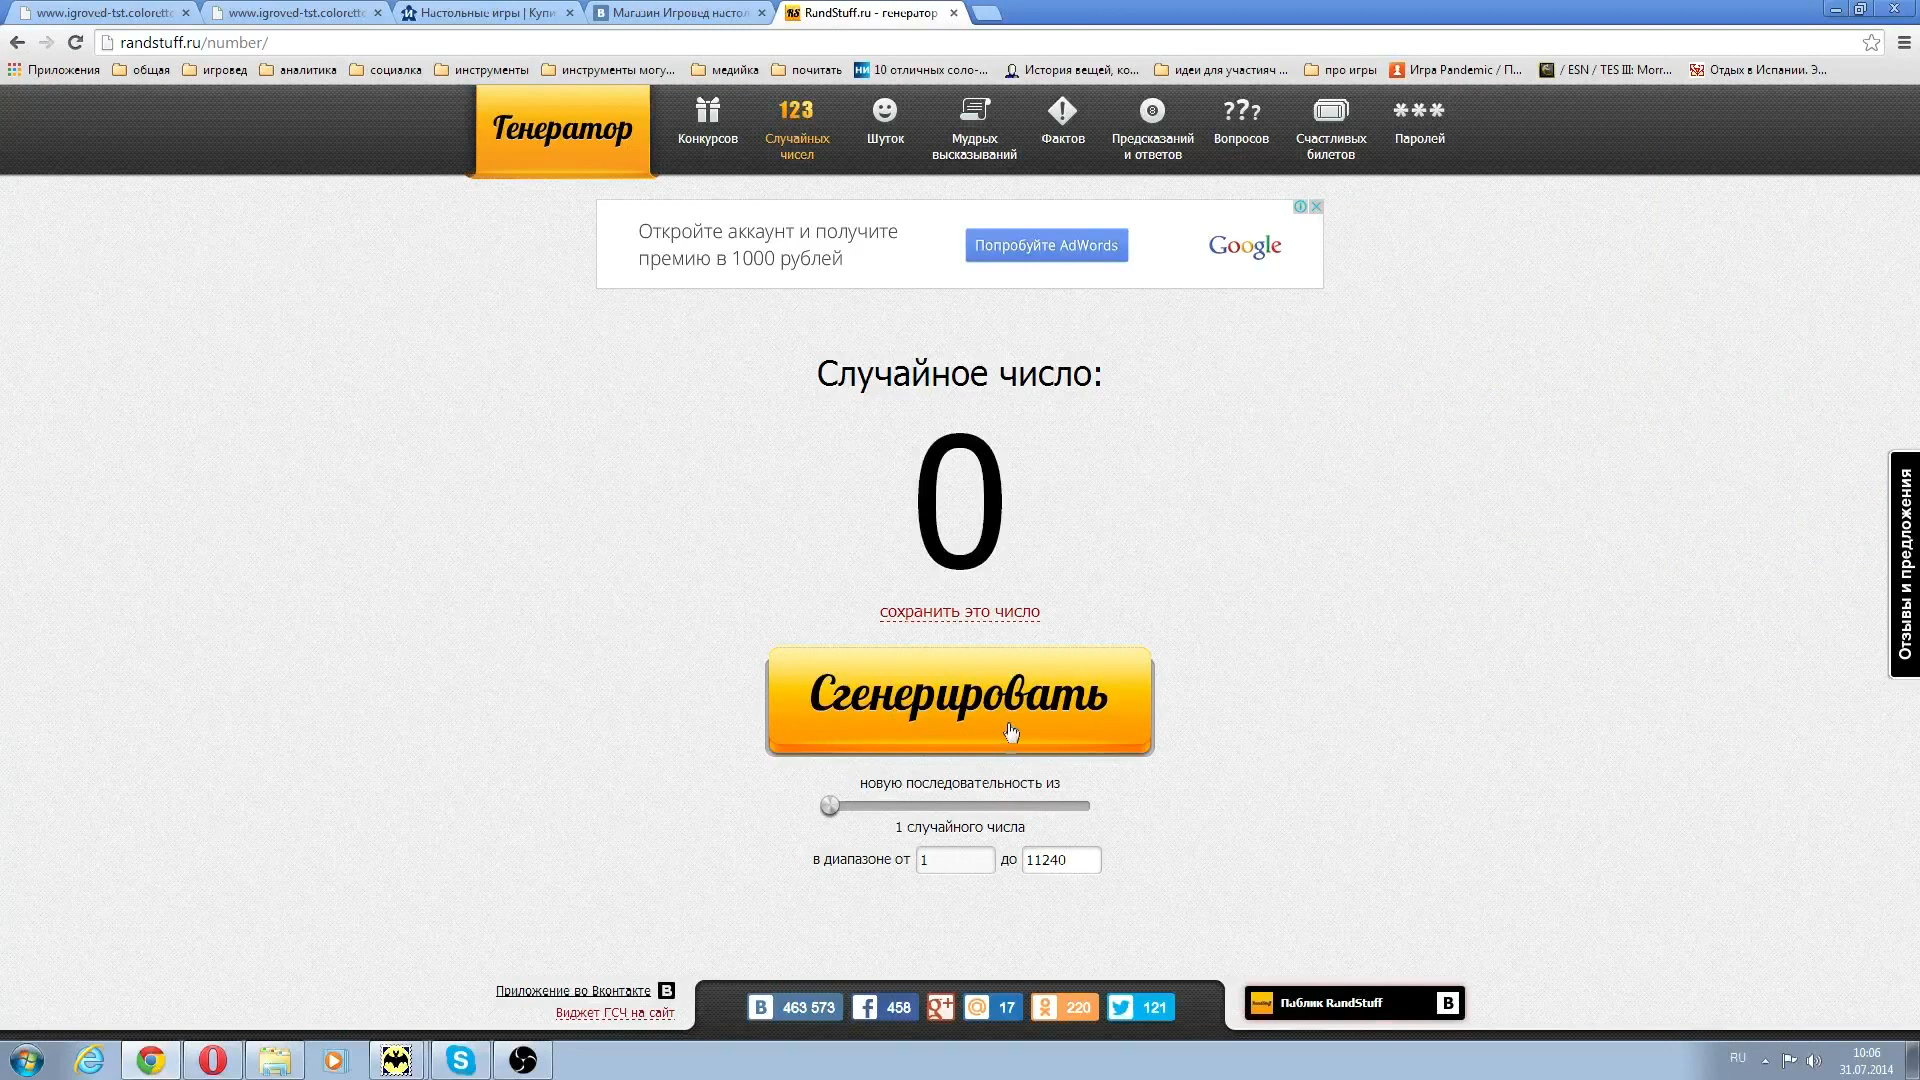 www.igroved-tst.colorett
www.igroved-tst.colorett
Настольные игры | Купи
Магазин Игровед настол
RandStuff.ru - генератор
randstuff.ru/number/
Приложения
общая
игровед
аналитика
социалка
инструменты
инструменты могу...
медийка
почитать
10 отличных соло-...
История вещей, ко...
идеи для участияч ...
про игры
Игра Pandemic / П...
/ ESN / TES III: Morr...
Отдых в Испании. Э...
Генератор
Конкурсов
123
Случайных
чисел
Шуток
Мудрых
высказываний
Фактов
8
Предсказаний
и ответов
???
Вопросов
Счастливых
билетов
***
Паролей
Откройте аккаунт и получите
премию в 1000 рублей
Попробуйте AdWords
Google
Случайное число:
0
сохранить это число
Сгенерировать
новую последовательность из
1 случайного числа
в диапазоне от 1 до 11240
Отзывы и предложения
Приложение во Вконтакте B
Виджет ГСЧ на сайт
B 463 573
f 458
g+
@ 17
220
121
Паблик RandStuff B
RU
10:06
31.07.2014